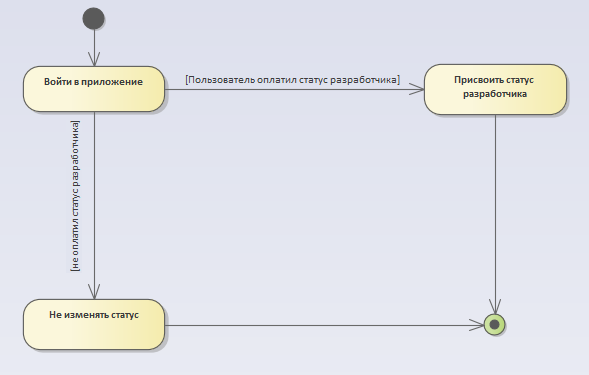 Войти в приложение
[Пользователь оплатил статус разработчика]
Присвоить статус
разработчика
[не оплатил статус разработчика]
Не изменять статус